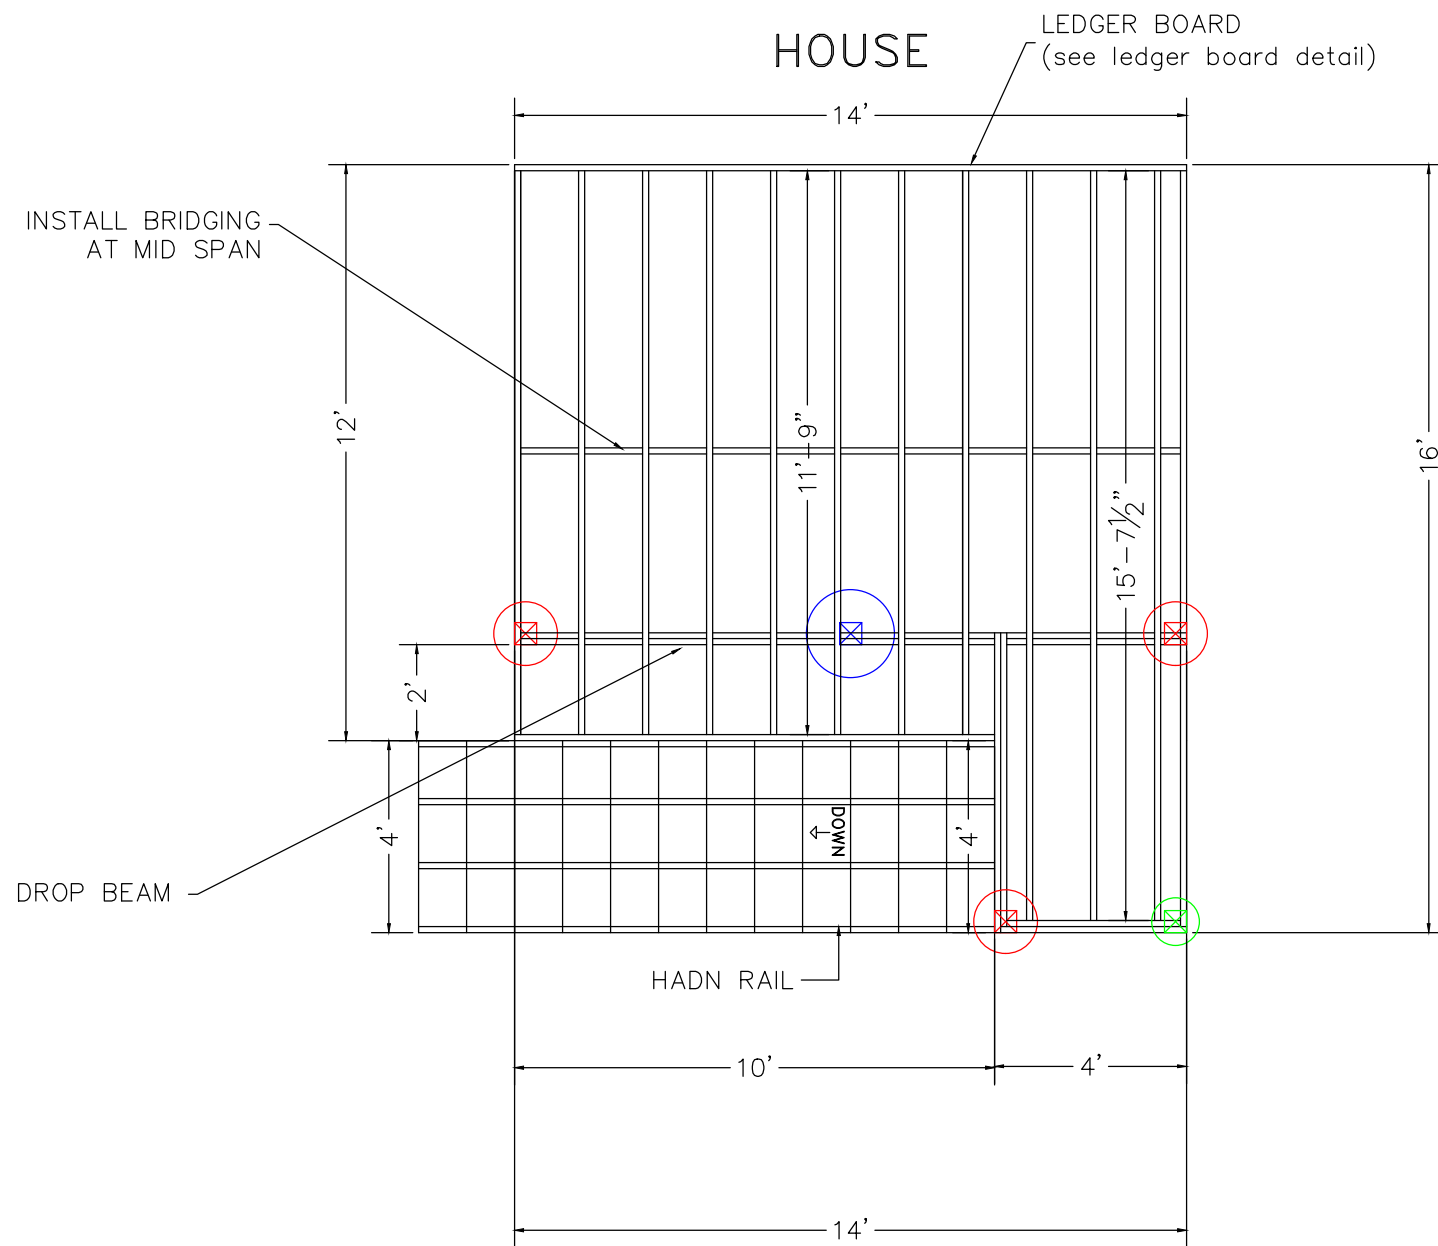 HOUSE
LEDGER BOARD
(see ledger board detail)
14'
INSTALL BRIDGING
AT MID SPAN
12'
11'-9"
16'
15'-7½"
2'
4'
DOWN
4'
DROP BEAM
HADN RAIL
10'
4'
14'